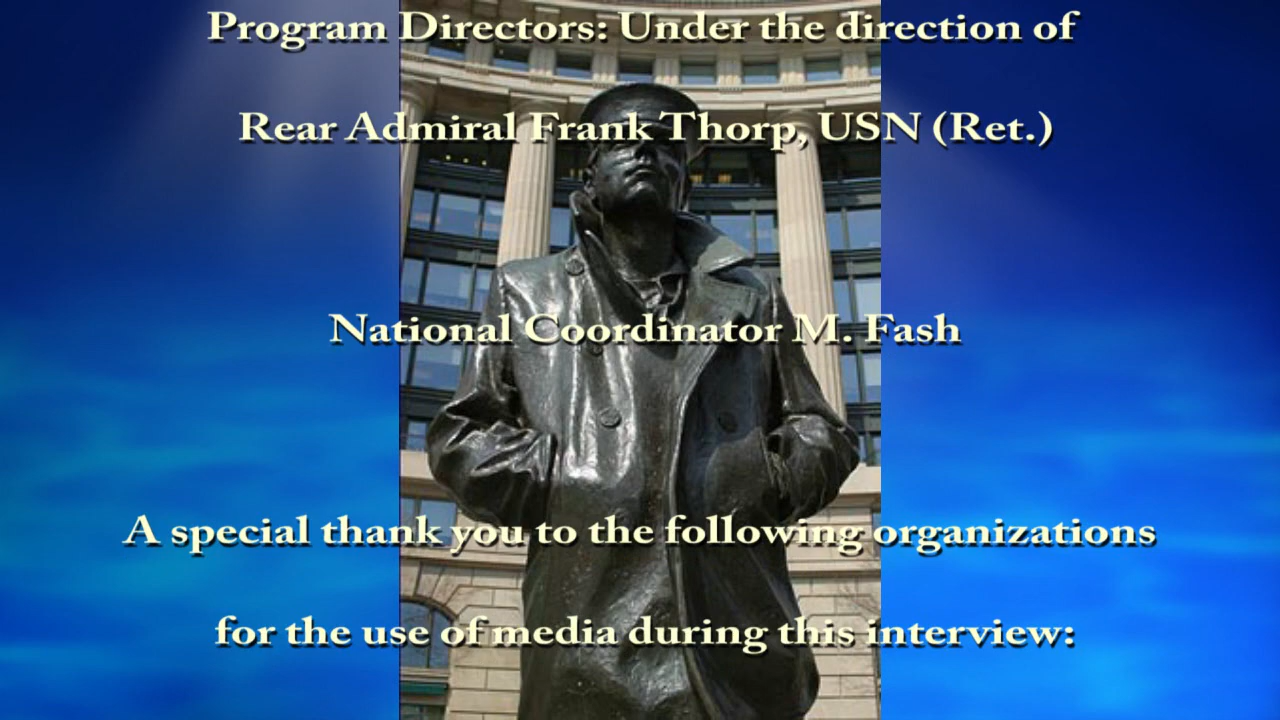 Program Directors: Under the direction of
Rear Admiral Frank Thorp, USN (Ret.)
National Coordinator M. Fash
A special thank you to the following organizations
for the use of media during this interview: